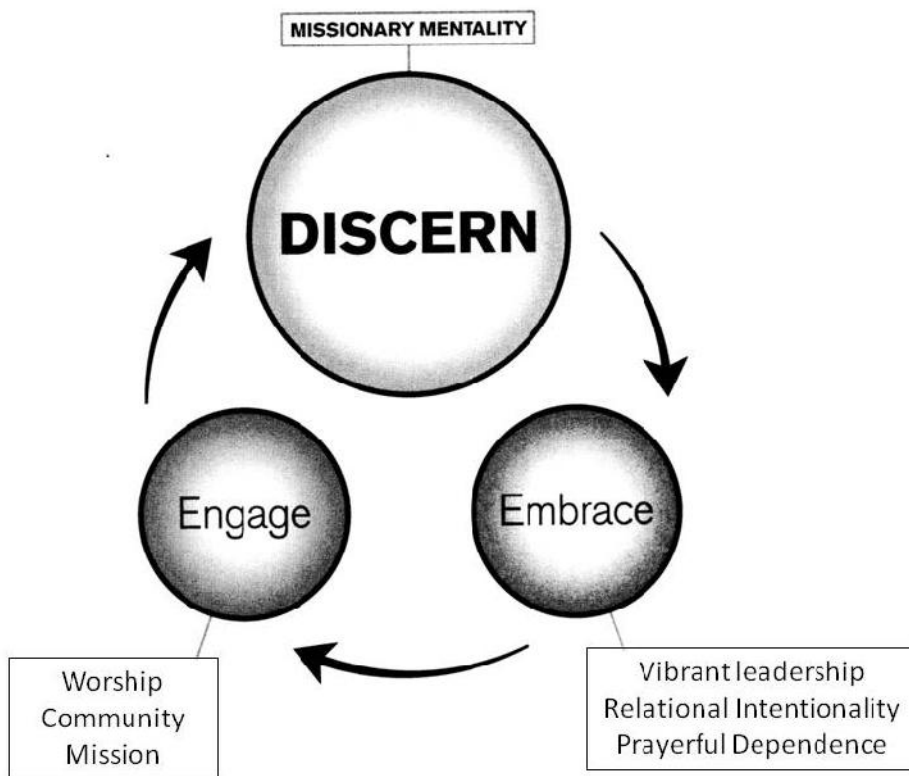 MISSIONARY MENTALITY
DISCERN
Engage
Embrace
Worship
Community
Mission
Vibrant leadership
Relational Intentionality
Prayerful Dependence